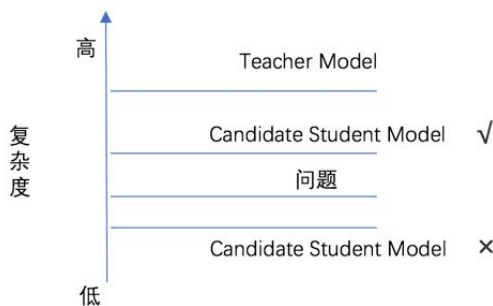 高
Teacher Model
复杂度
Candidate Student Model √
问题
Candidate Student Model ×
低